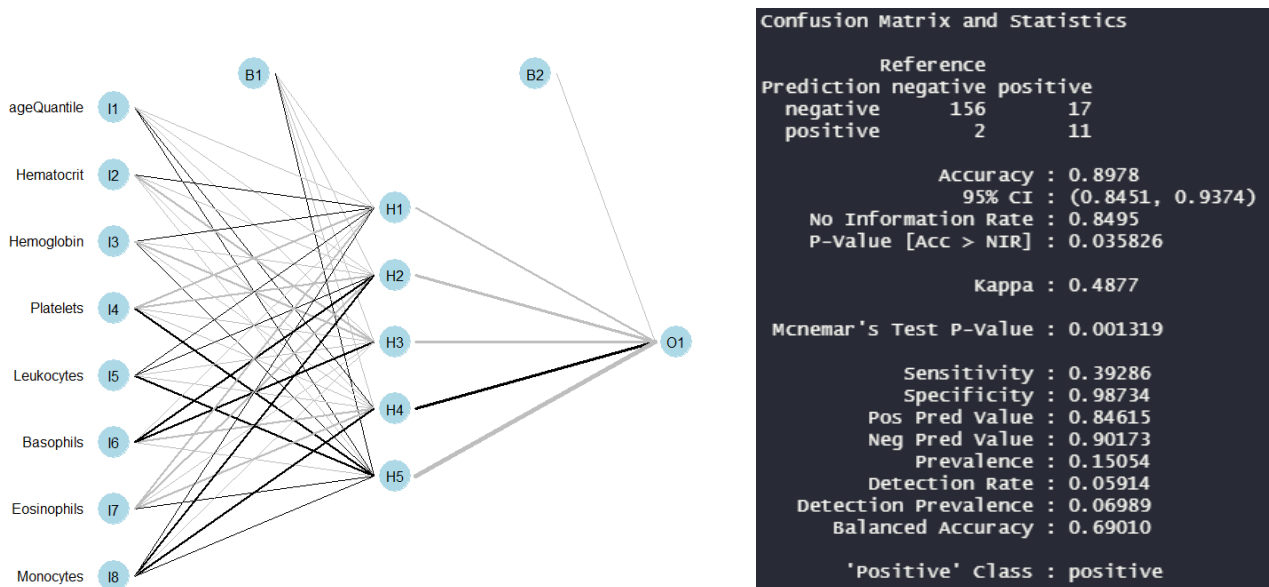 B1
B2
ageQuantile I1
Hematocrit I2
H1
Hemoglobin I3
H2
Platelets I4
H3 O1
Leukocytes I5
H4
Basophils I6
H5
Eosinophils I7
Monocytes I8
Confusion Matrix and Statistics
Reference
Prediction negative positive
negative 156 17
positive 2 11
Accuracy : 0.8978
95% CI : (0.8451, 0.9374)
No Information Rate : 0.8495
P-Value [Acc > NIR] : 0.035826
Kappa : 0.4877
Mcnemar's Test P-Value : 0.001319
Sensitivity : 0.39286
Specificity : 0.98734
Pos Pred Value : 0.84615
Neg Pred Value : 0.90173
Prevalence : 0.15054
Detection Rate : 0.05914
Detection Prevalence : 0.06989
Balanced Accuracy : 0.69010
'Positive' Class : positive